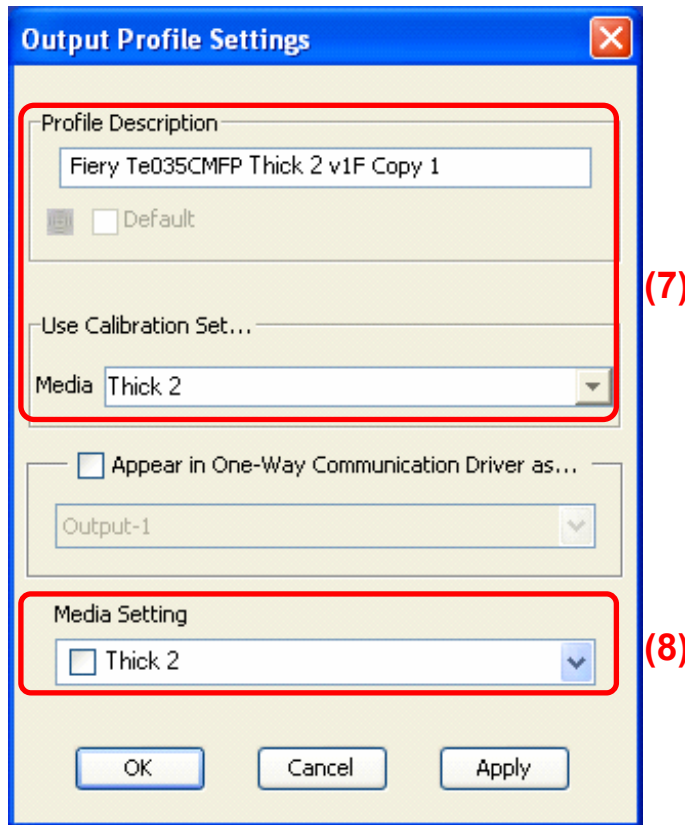 Output Profile Settings
Profile Description
Fiery Te035CMFP Thick 2 v1F Copy 1
Default
(7)
Use Calibration Set...
Media Thick 2
Appear in One-Way Communication Driver as...
Output-1
Media Setting
Thick 2
(8)
OK Cancel Apply